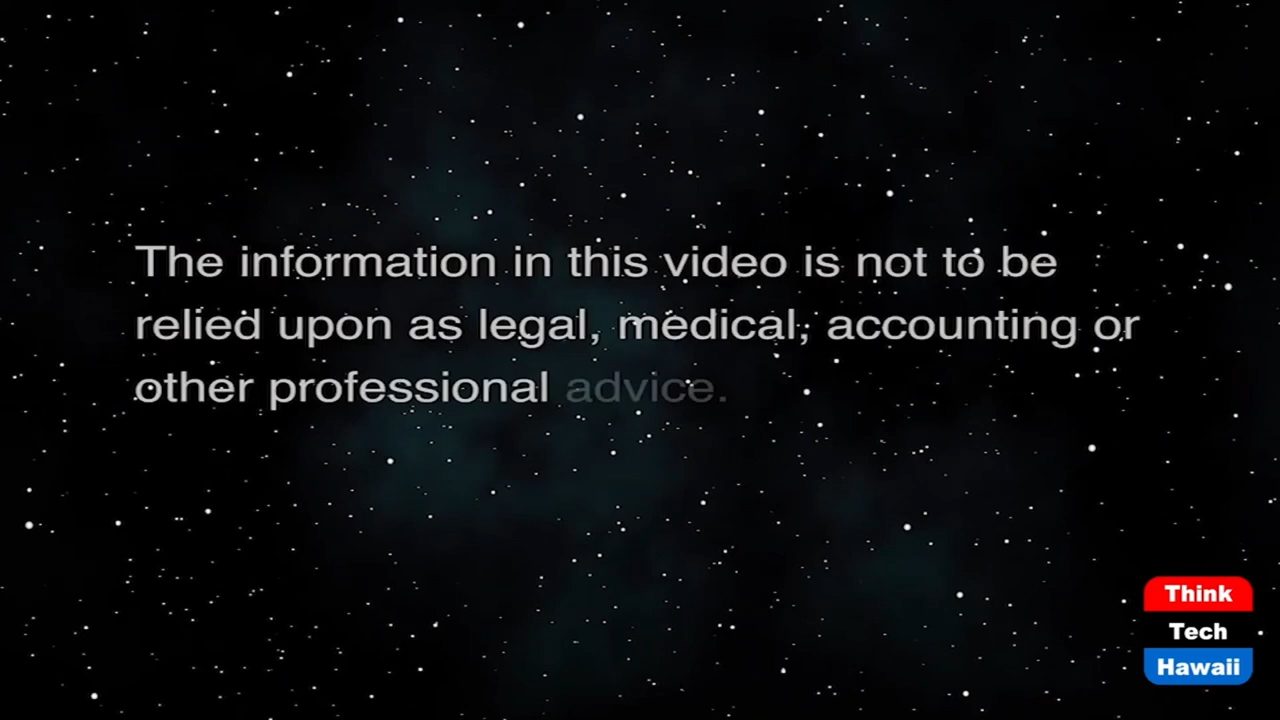 The information in this video is not to be
relied upon as legal, medical, accounting or
other professional advice.
Think
Tech
Hawaii